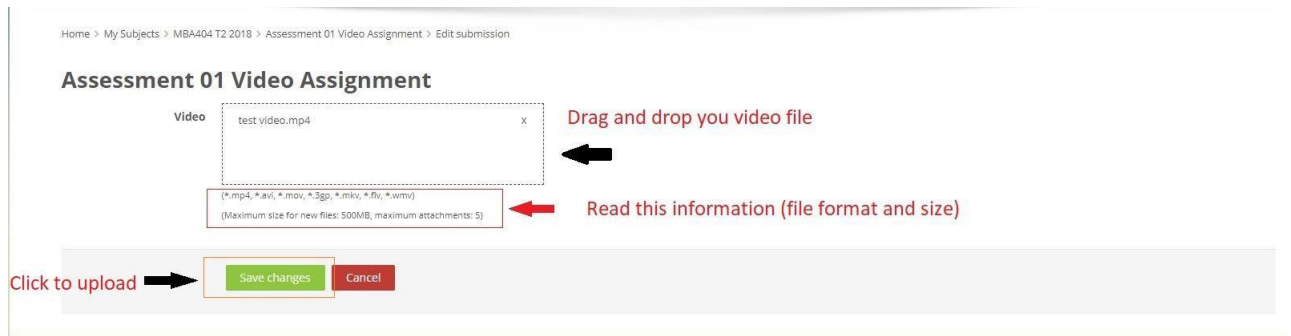 Home > My Subjects > MBA404 T2 2018 > Assessment 01 Video Assignment > Edit submission
Assessment 01 Video Assignment
Video
test video.mp4 x
Drag and drop you video file
(*.mp4, *.avi, *.mov, *.3gp, *.mkv, *.flv, *.wmv)
(Maximum size for new files: 500MB, maximum attachments: 5)
Read this information (file format and size)
Click to upload
Save changes
Cancel